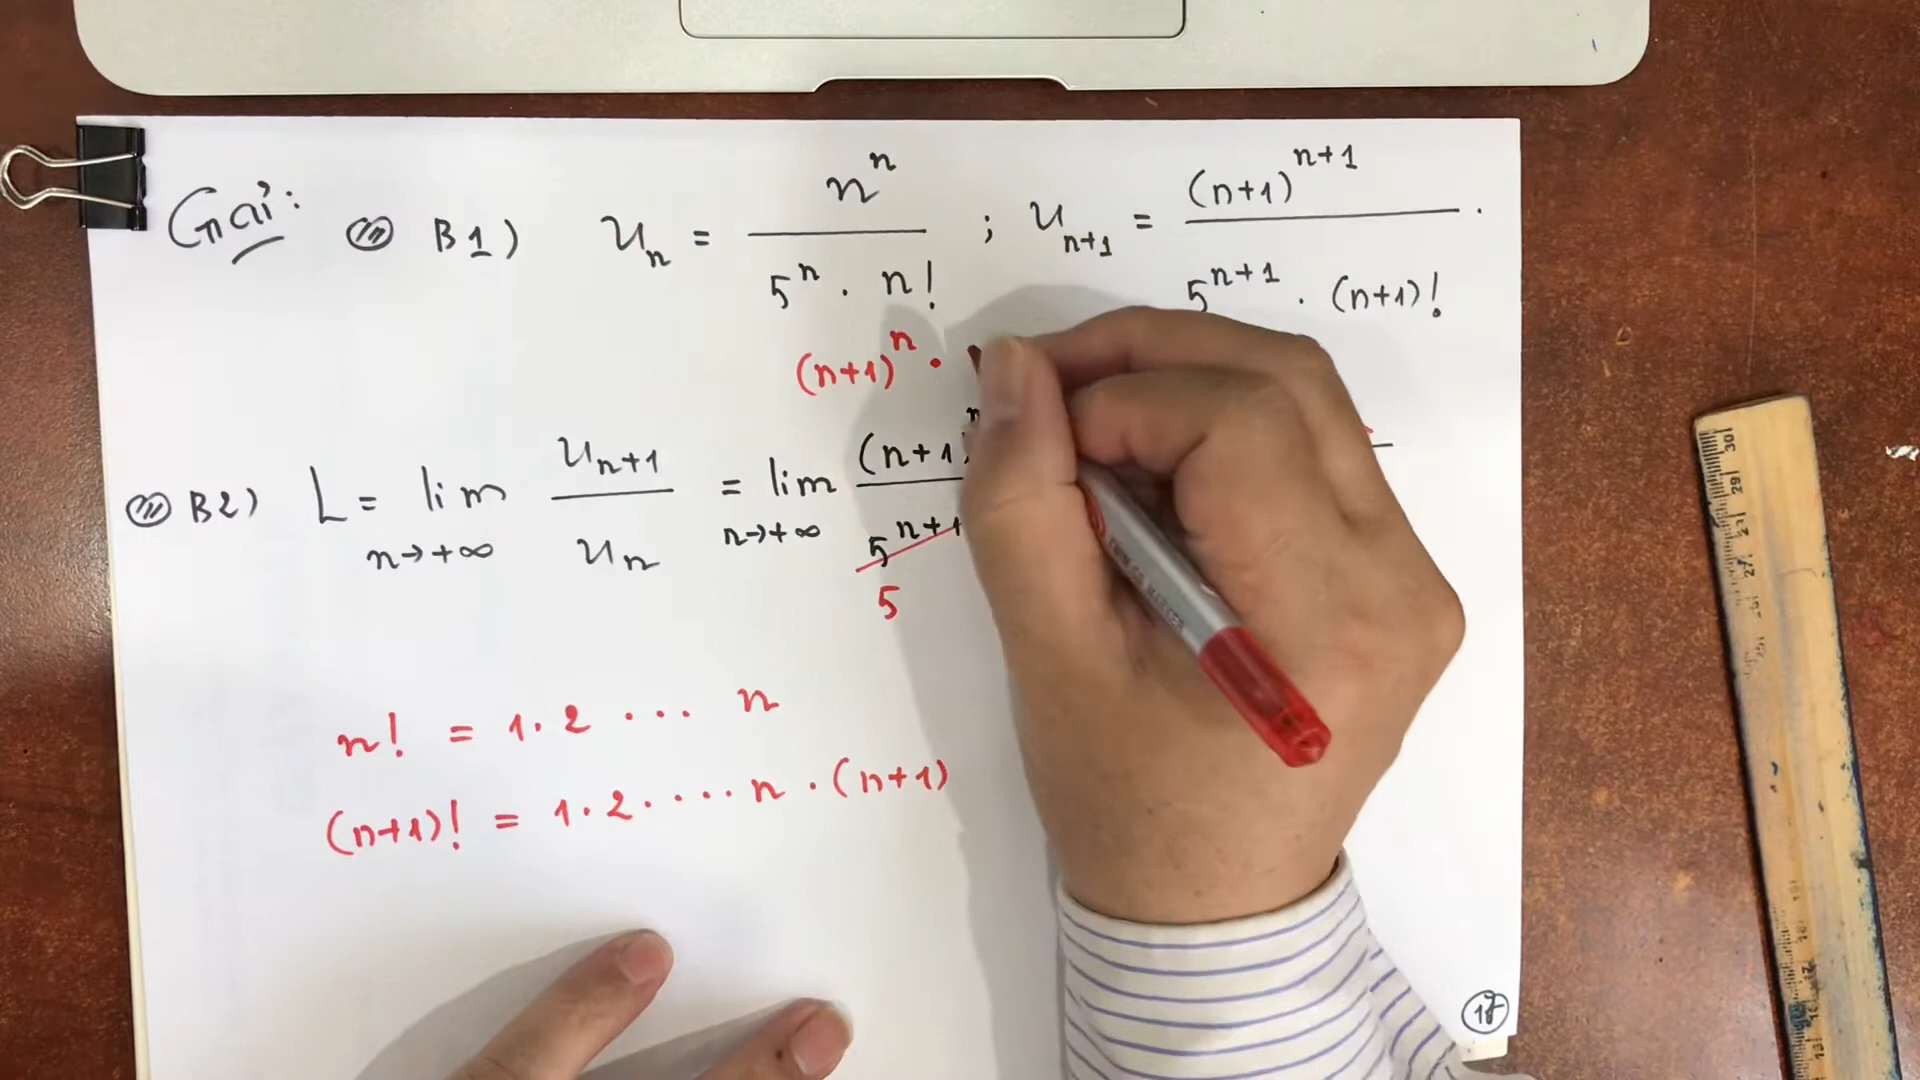 Giải: B1) uₙ = nⁿ / (5ⁿ · n!) ; uₙ₊₁ = (n+1)ⁿ⁺¹ / (5ⁿ⁺¹ · (n+1)!) .
(n+1)ⁿ ·
B2) L = lim n→+∞ uₙ₊₁ / uₙ = lim n→+∞ (n+1) / 5ⁿ⁺¹
5
n! = 1·2 ··· n
(n+1)! = 1·2 ···· n·(n+1)
17